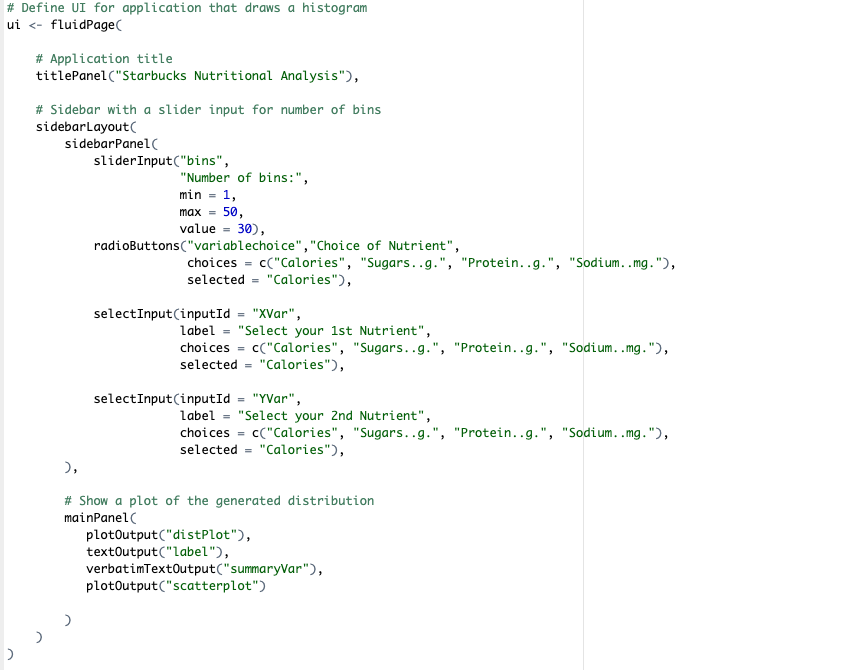 # Define UI for application that draws a histogram
ui <- fluidPage(
# Application title
titlePanel("Starbucks Nutritional Analysis"),
# Sidebar with a slider input for number of bins
sidebarLayout(
sidebarPanel(
sliderInput("bins",
"Number of bins:",
min = 1,
max = 50,
value = 30),
radioButtons("variablechoice","Choice of Nutrient",
choices = c("Calories", "Sugars..g.", "Protein..g.", "Sodium..mg."),
selected = "Calories"),
selectInput(inputId = "XVar",
label = "Select your 1st Nutrient",
choices = c("Calories", "Sugars..g.", "Protein..g.", "Sodium..mg."),
selected = "Calories"),
selectInput(inputId = "YVar",
label = "Select your 2nd Nutrient",
choices = c("Calories", "Sugars..g.", "Protein..g.", "Sodium..mg."),
selected = "Calories"),
),
# Show a plot of the generated distribution
mainPanel(
plotOutput("distPlot"),
textOutput("label"),
verbatimTextOutput("summaryVar"),
plotOutput("scatterplot")
)
)
)